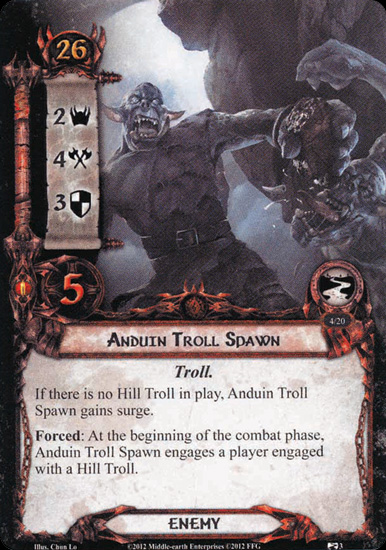 26
2
4
3
5
4/20
Anduin Troll Spawn
Troll.
If there is no Hill Troll in play, Anduin Troll
Spawn gains surge.
Forced: At the beginning of the combat phase,
Anduin Troll Spawn engages a player engaged
with a Hill Troll.
ENEMY
Illus. Chun Lo
©2012 Middle-earth Enterprises ©2012 FFG
3